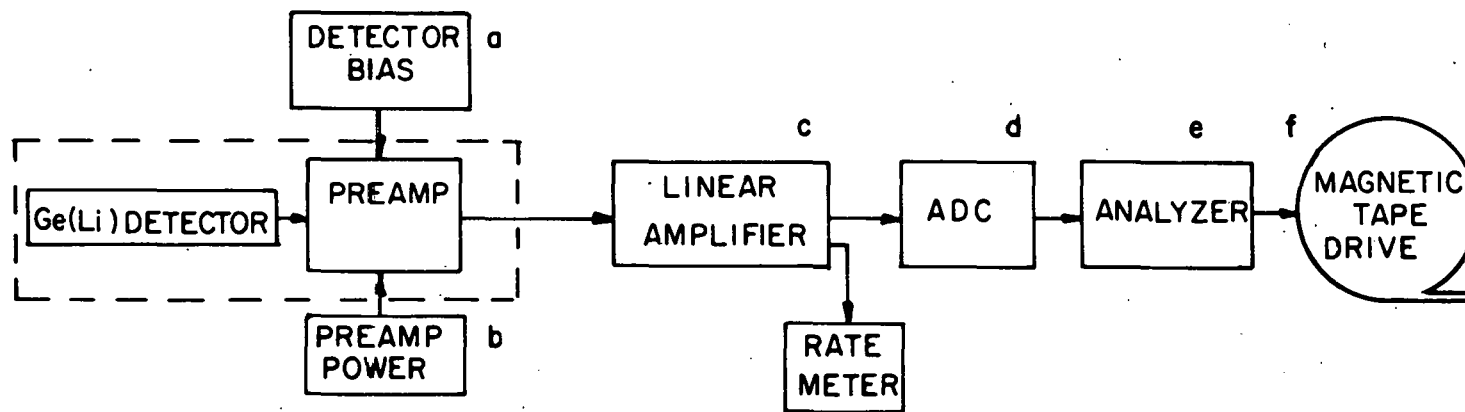 DETECTOR
BIAS
a
Ge(Li) DETECTOR
PREAMP
PREAMP
POWER
b
c
LINEAR
AMPLIFIER
RATE
METER
d
ADC
e
ANALYZER
f
MAGNETIC
TAPE
DRIVE